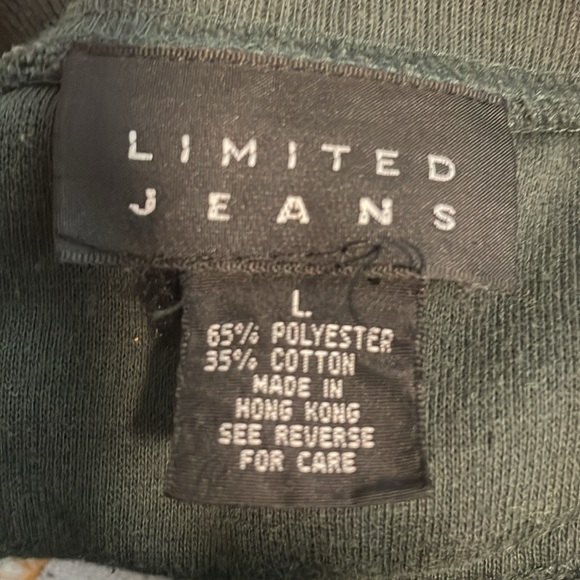 LIMITED
JEANS
L.
65% POLYESTER
35% COTTON
MADE IN
HONG KONG
SEE REVERSE
FOR CARE